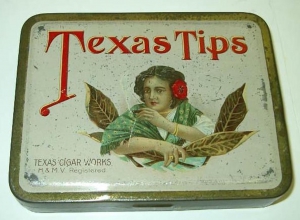 Texas Tips
TEXAS CIGAR WORKS
M. & M. V. Registered